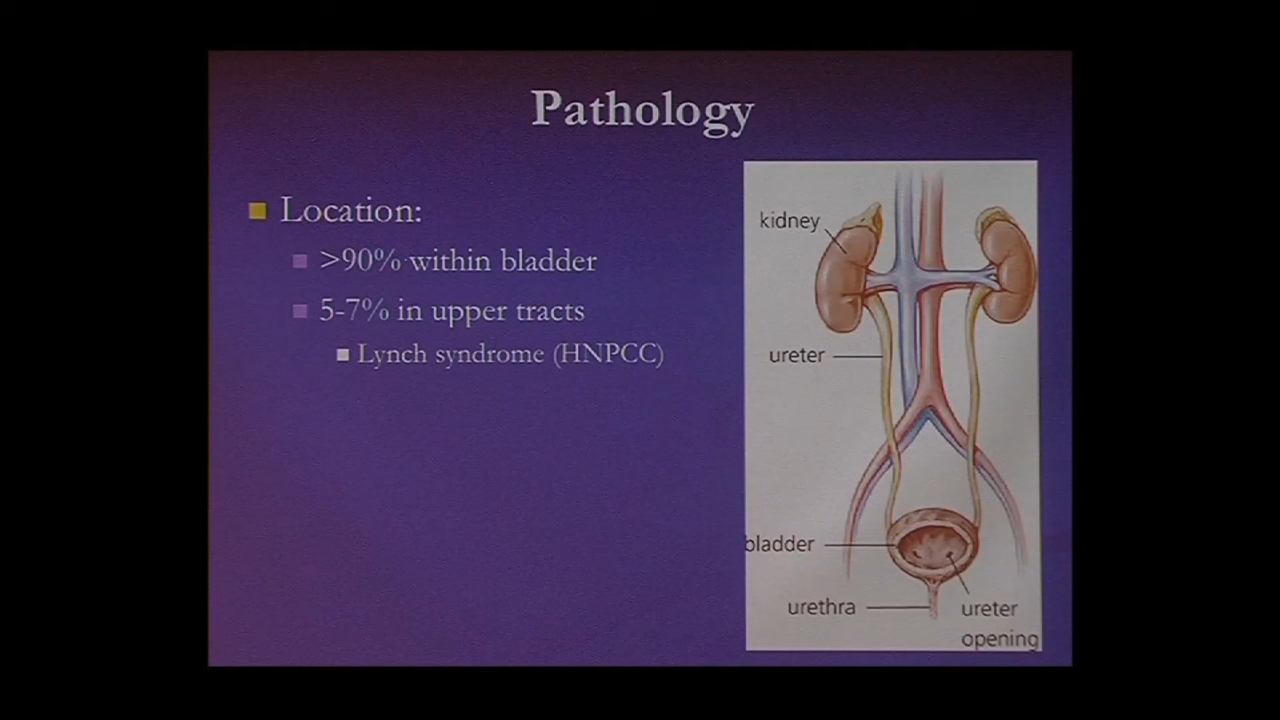 Pathology
Location:
>90% within bladder
5-7% in upper tracts
Lynch syndrome (HNPCC)
kidney
ureter
bladder
urethra
ureter
opening